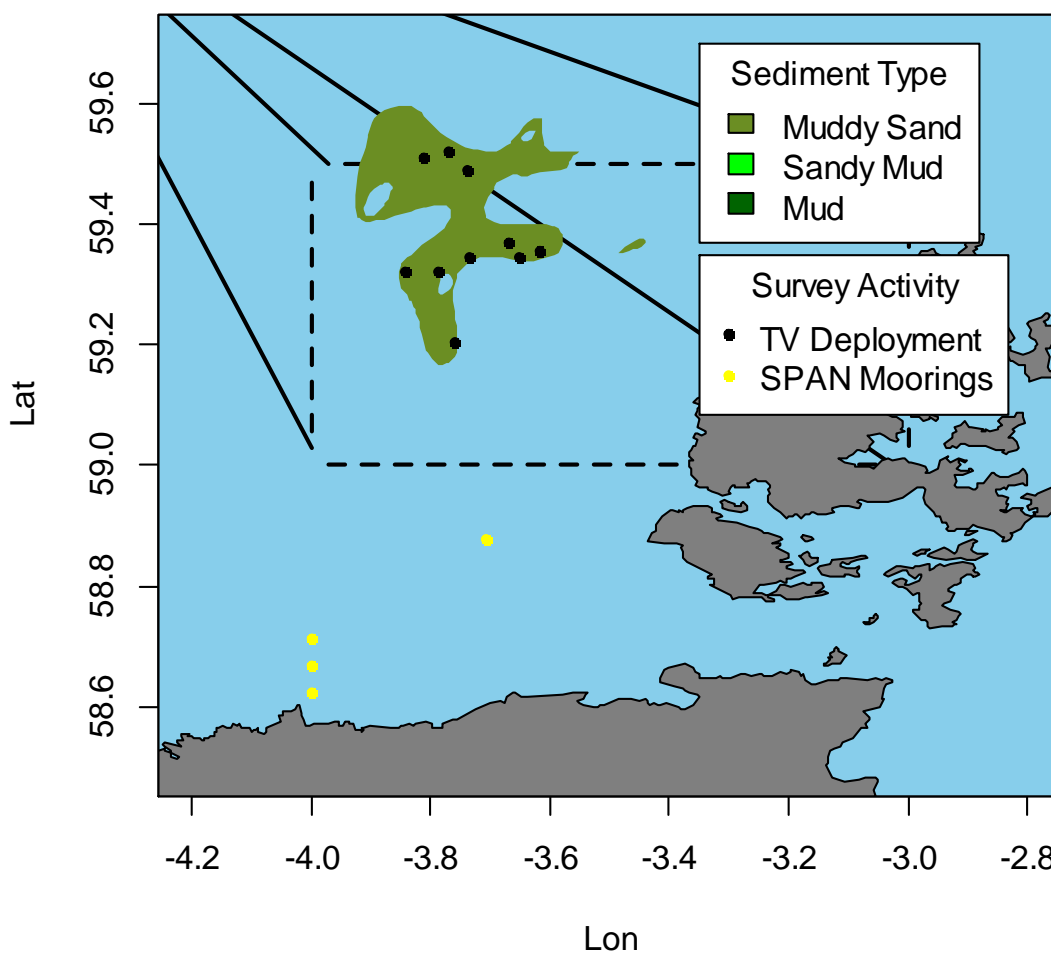 59.6
59.4
59.2
59.0
58.8
58.6
Lat
Sediment Type
Muddy Sand
Sandy Mud
Mud
Survey Activity
TV Deployment
SPAN Moorings
-4.2 -4.0 -3.8 -3.6 -3.4 -3.2 -3.0 -2.8
Lon